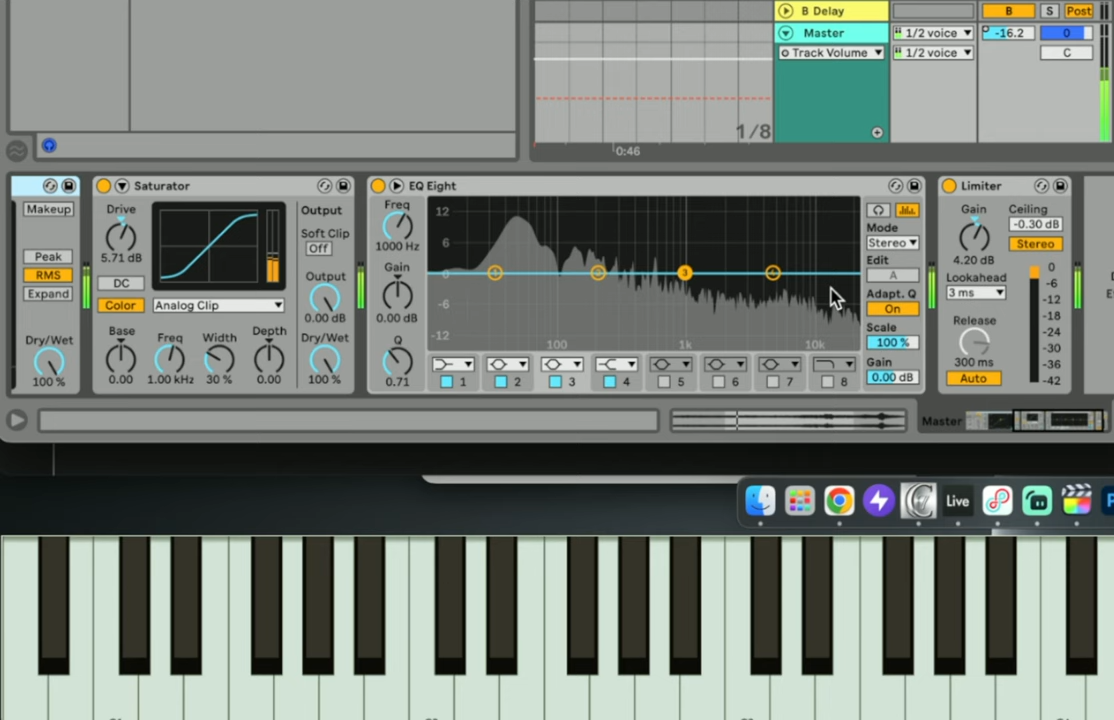 B Delay
B
S
Post
Master
1/2 voice
-16.2
0
Track Volume
1/2 voice
C
1/8
0:46
Makeup
Peak
RMS
Expand
Dry/Wet
100 %
Saturator
Drive
5.71 dB
DC
Color
Analog Clip
Base
0.00
Freq
1.00 kHz
Width
30 %
Depth
0.00
Output
Soft Clip
Off
Output
0.00 dB
Dry/Wet
100 %
EQ Eight
Freq
1000 Hz
Gain
0.00 dB
Q
0.71
12
6
0
-6
-12
3
100
1k
10k
1
2
3
4
5
6
7
8
Mode
Stereo
Edit
A
Adapt. Q
On
Scale
100 %
Gain
0.00 dB
Limiter
Gain
4.20 dB
Lookahead
3 ms
Release
300 ms
Auto
Ceiling
-0.30 dB
Stereo
0
-6
-12
-18
-24
-30
-36
-42
Master
Live